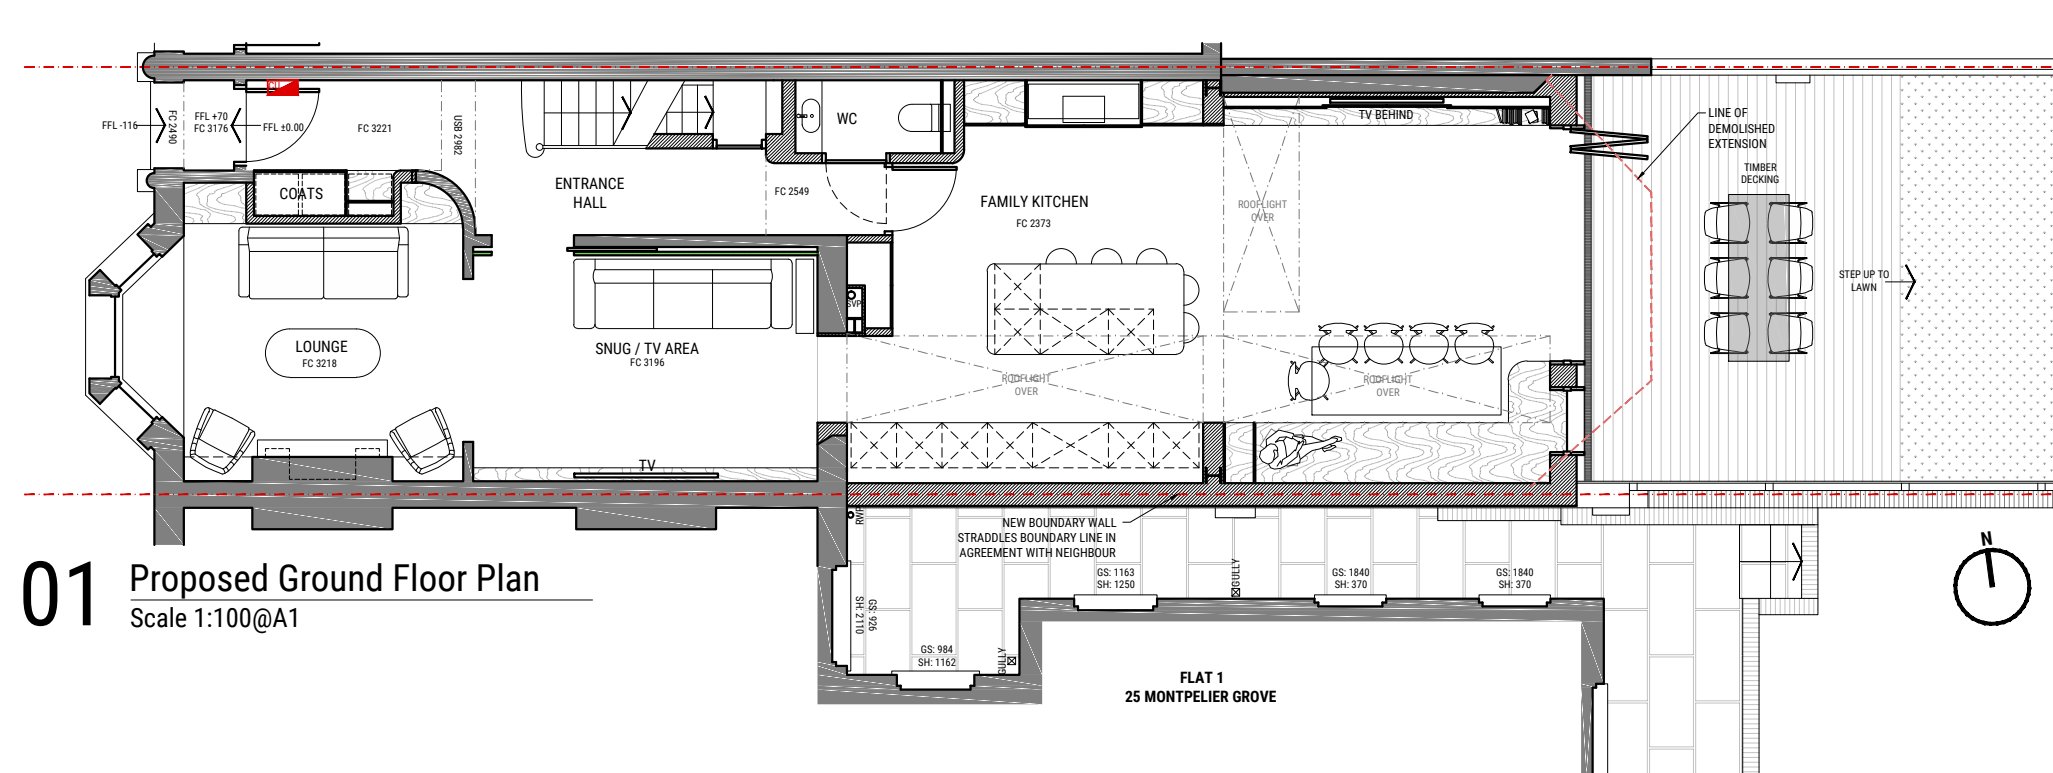 FFL -116
FC 2490
FFL +70
FC 3176
FFL ±0.00
FC 3221
USB 2982
COATS
ENTRANCE
HALL
WC
FC 2549
FAMILY KITCHEN
FC 2373
TV BEHIND
ROOFLIGHT
OVER
LINE OF
DEMOLISHED
EXTENSION
TIMBER
DECKING
STEP UP TO
LAWN
LOUNGE
FC 3218
SNUG / TV AREA
FC 3196
SVP
ROOFLIGHT
OVER
ROOFLIGHT
OVER
TV
RWP
NEW BOUNDARY WALL
STRADDLES BOUNDARY LINE IN
AGREEMENT WITH NEIGHBOUR
GS: 1163
SH: 1250
GULLY
GS: 1840
SH: 370
GS: 1840
SH: 370
GS: 926
SH: 2110
GS: 984
SH: 1162
GULLY
FLAT 1
25 MONTPELIER GROVE
N
01
Proposed Ground Floor Plan
Scale 1:100@A1